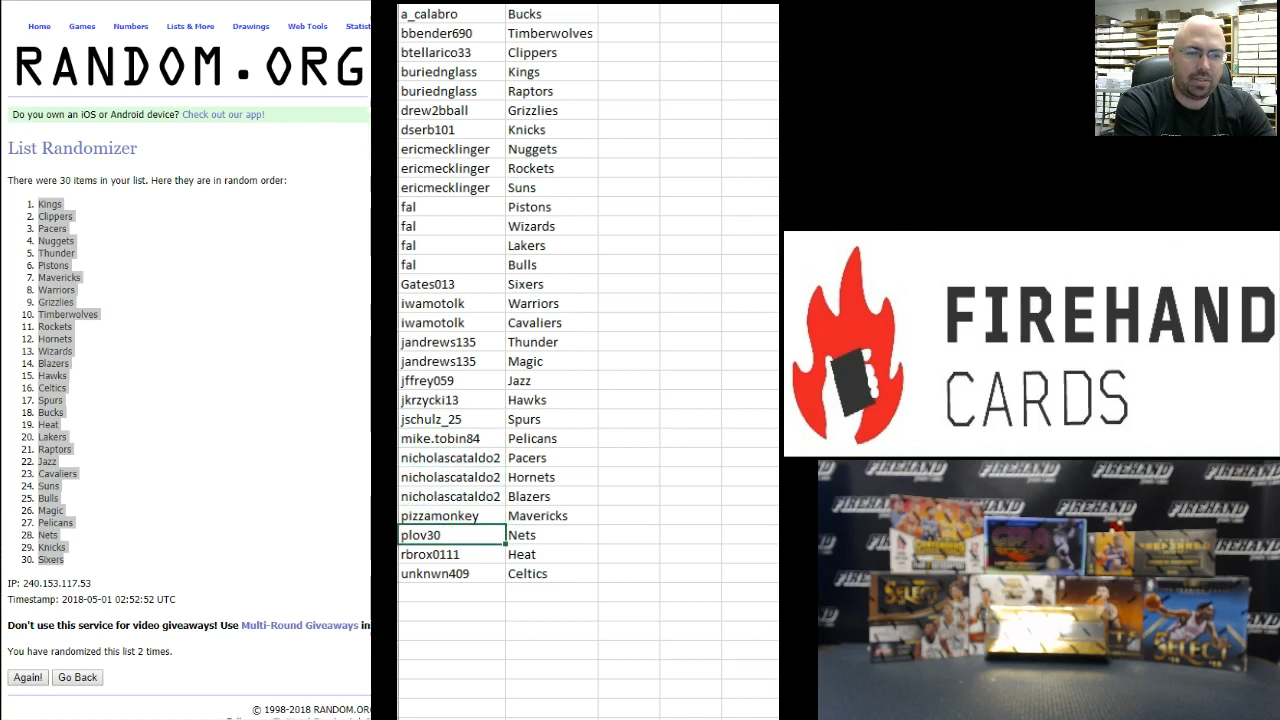 Home Games Numbers Lists & More Drawings Web Tools Statist
RANDOM.ORG
Do you own an iOS or Android device? Check out our app!
List Randomizer
There were 30 items in your list. Here they are in random order:
1. Kings
2. Clippers
3. Pacers
4. Nuggets
5. Thunder
6. Pistons
7. Mavericks
8. Warriors
9. Grizzlies
10. Timberwolves
11. Rockets
12. Hornets
13. Wizards
14. Blazers
15. Hawks
16. Celtics
17. Spurs
18. Bucks
19. Heat
20. Lakers
21. Raptors
22. Jazz
23. Cavaliers
24. Suns
25. Bulls
26. Magic
27. Pelicans
28. Nets
29. Knicks
30. Sixers
IP: 240.153.117.53
Timestamp: 2018-05-01 02:52:52 UTC
Don't use this service for video giveaways! Use Multi-Round Giveaways in
You have randomized this list 2 times.
Again! Go Back
© 1998-2018 RANDOM.OR
a_calabro Bucks
bbender690 Timberwolves
btellarico33 Clippers
buriednglass Kings
buriednglass Raptors
drew2bball Grizzlies
dserb101 Knicks
ericmecklinger Nuggets
ericmecklinger Rockets
ericmecklinger Suns
fal Pistons
fal Wizards
fal Lakers
fal Bulls
Gates013 Sixers
iwamotolk Warriors
iwamotolk Cavaliers
jandrews135 Thunder
jandrews135 Magic
jffrey059 Jazz
jkrzycki13 Hawks
jschulz_25 Spurs
mike.tobin84 Pelicans
nicholascataldo2 Pacers
nicholascataldo2 Hornets
nicholascataldo2 Blazers
pizzamonkey Mavericks
plov30 Nets
rbrox0111 Heat
unknwn409 Celtics
FIREHAND
CARDS
FIREHAND
FIREHAND
FIREHAND
FIREHAND
SELECT
SELECT